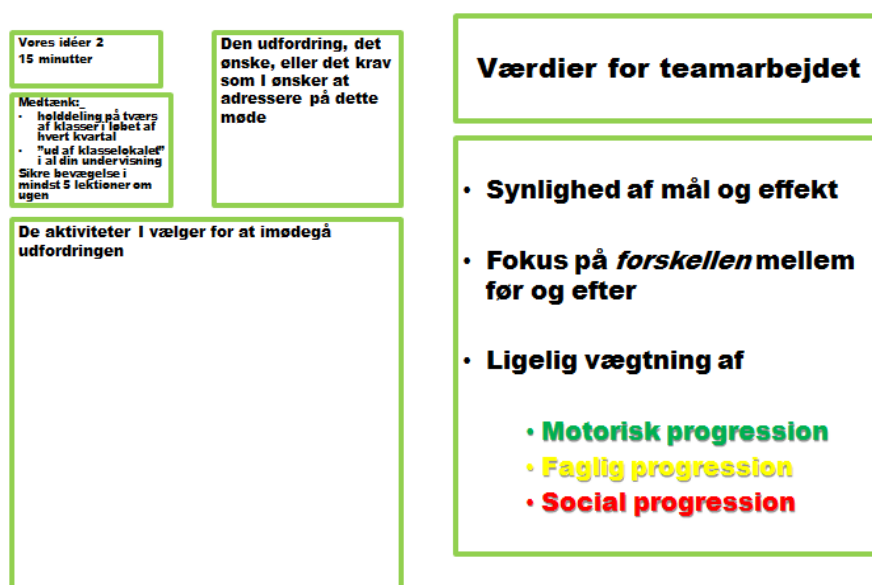 Vores idéer 2
15 minutter
Medtænk:_
• holddeling på tværs
af klasser i løbet af
hvert kvartal
• ”ud af klasselokalet”
i al din undervisning
Sikre bevægelse i
mindst 5 lektioner om
ugen
Den udfordring, det
ønske, eller det krav
som I ønsker at
adressere på dette
møde
De aktiviteter I vælger for at imødegå
udfordringen
Værdier for teamarbejdet
• Synlighed af mål og effekt
• Fokus på forskellen mellem
før og efter
• Ligelig vægtning af
• Motorisk progression
• Faglig progression
• Social progression